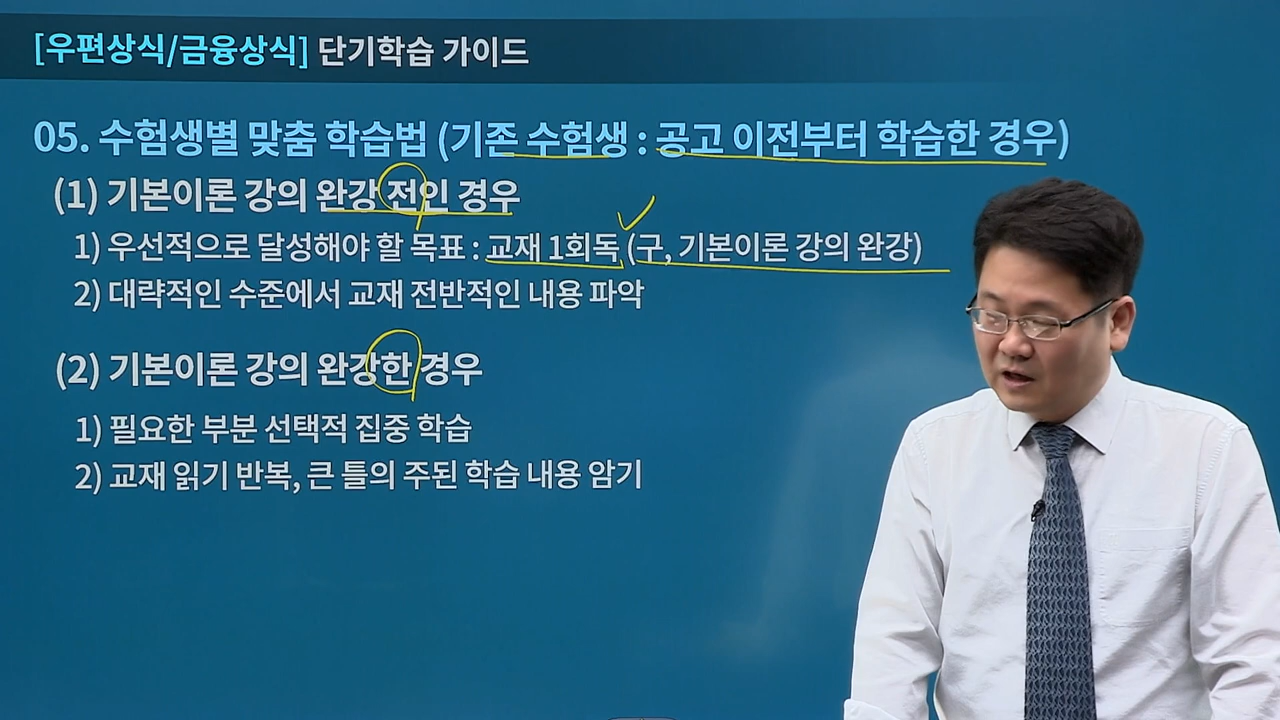 [우편상식/금융상식] 단기학습 가이드
05. 수험생별 맞춤 학습법 (기존 수험생 : 공고 이전부터 학습한 경우)
(1) 기본이론 강의 완강 전인 경우
1) 우선적으로 달성해야 할 목표 : 교재 1회독 (구, 기본이론 강의 완강)
2) 대략적인 수준에서 교재 전반적인 내용 파악
(2) 기본이론 강의 완강한 경우
1) 필요한 부분 선택적 집중 학습
2) 교재 읽기 반복, 큰 틀의 주된 학습 내용 암기